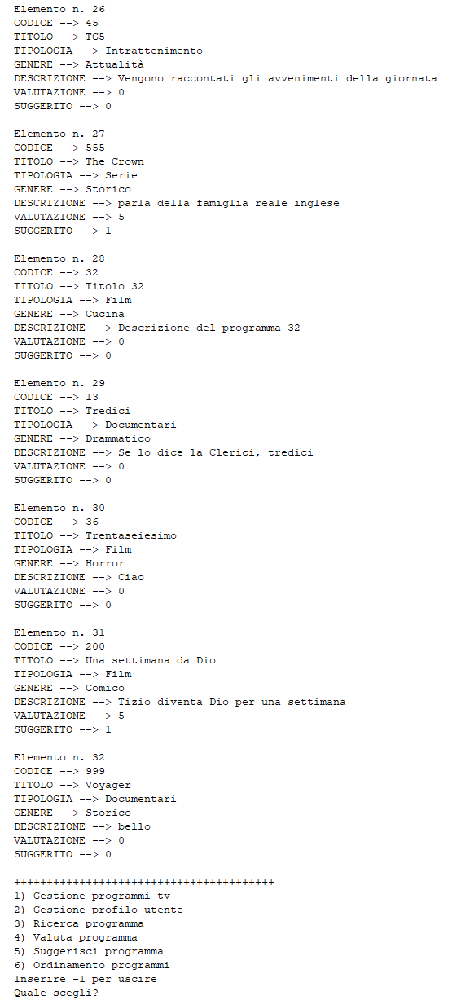 Elemento n. 26
CODICE --> 45
TITOLO --> TG5
TIPOLOGIA --> Intrattenimento
GENERE --> Attualità
DESCRIZIONE --> Vengono raccontati gli avvenimenti della giornata
VALUTAZIONE --> 0
SUGGERITO --> 0
Elemento n. 27
CODICE --> 555
TITOLO --> The Crown
TIPOLOGIA --> Serie
GENERE --> Storico
DESCRIZIONE --> parla della famiglia reale inglese
VALUTAZIONE --> 5
SUGGERITO --> 1
Elemento n. 28
CODICE --> 32
TITOLO --> Titolo 32
TIPOLOGIA --> Film
GENERE --> Cucina
DESCRIZIONE --> Descrizione del programma 32
VALUTAZIONE --> 0
SUGGERITO --> 0
Elemento n. 29
CODICE --> 13
TITOLO --> Tredici
TIPOLOGIA --> Documentari
GENERE --> Drammatico
DESCRIZIONE --> Se lo dice la Clerici, tredici
VALUTAZIONE --> 0
SUGGERITO --> 0
Elemento n. 30
CODICE --> 36
TITOLO --> Trentaseiesimo
TIPOLOGIA --> Film
GENERE --> Horror
DESCRIZIONE --> Ciao
VALUTAZIONE --> 0
SUGGERITO --> 0
Elemento n. 31
CODICE --> 200
TITOLO --> Una settimana da Dio
TIPOLOGIA --> Film
GENERE --> Comico
DESCRIZIONE --> Tizio diventa Dio per una settimana
VALUTAZIONE --> 5
SUGGERITO --> 1
Elemento n. 32
CODICE --> 999
TITOLO --> Voyager
TIPOLOGIA --> Documentari
GENERE --> Storico
DESCRIZIONE --> bello
VALUTAZIONE --> 0
SUGGERITO --> 0
++++++++++++++++++++++++++++++++++++++++
1) Gestione programmi tv
2) Gestione profilo utente
3) Ricerca programma
4) Valuta programma
5) Suggerisci programma
6) Ordinamento programmi
Inserire -1 per uscire
Quale scegli?